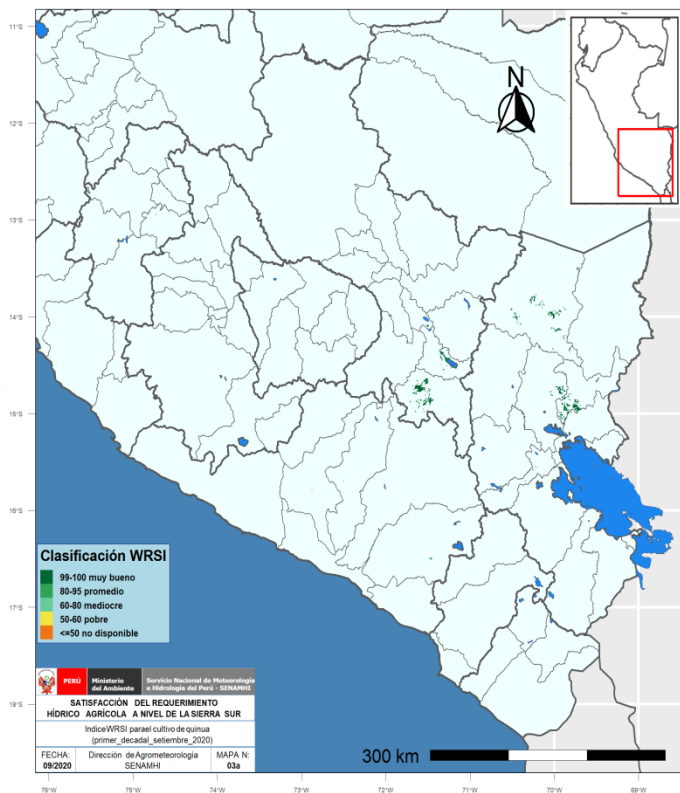 11°S
12°S
13°S
14°S
15°S
16°S
17°S
18°S
N
Clasificación WRSI
99-100 muy bueno
80-95 promedio
60-80 mediocre
50-60 pobre
<=50 no disponible
PERÚ
Ministerio
del Ambiente
Servicio Nacional de Meteorología
e Hidrología del Perú - SENAMHI
SATISFACCIÓN DEL REQUERIMIENTO
HÍDRICO AGRÍCOLA A NIVEL DE LA SIERRA SUR
Indice WRSI para el cultivo de quinua
(primer_decadal_setiembre_2020)
FECHA:
09/2020
Dirección de Agrometeorología
SENAMHI
MAPA N:
03a
300 km
76°W
75°W
74°W
73°W
72°W
71°W
70°W
69°W